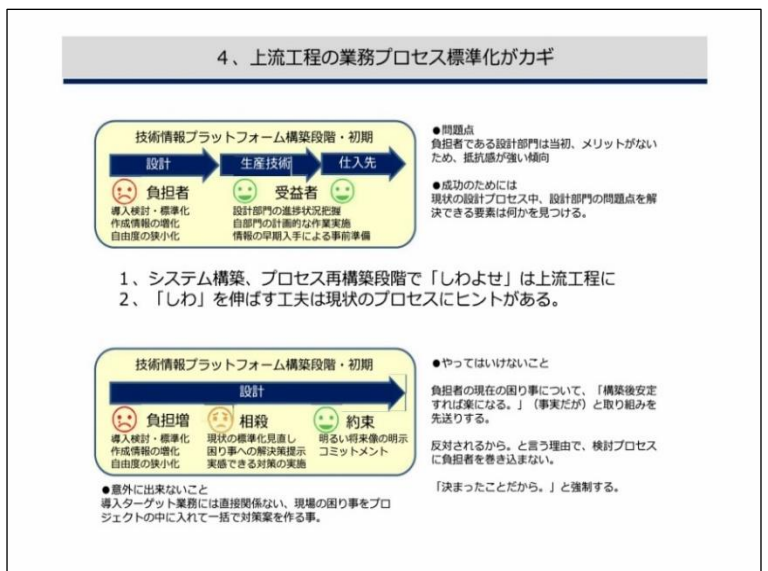 4、上流工程の業務プロセス標準化がカギ
技術情報プラットフォーム構築段階・初期
設計
生産技術
仕入先
負担者
受益者
導入検討・標準化
作成情報の増化
自由度の狭小化
設計部門の進捗状況把握
自部門の計画的な作業実施
情報の早期入手による事前準備
●問題点
負担者である設計部門は当初、メリットがない
ため、抵抗感が強い傾向
●成功のためには
現状の設計プロセス中、設計部門の問題点を解
決できる要素は何かを見つける。
1、システム構築、プロセス再構築段階で「しわよせ」は上流工程に
2、「しわ」を伸ばす工夫は現状のプロセスにヒントがある。
技術情報プラットフォーム構築段階・初期
設計
負担増
相殺
約束
導入検討・標準化
作成情報の増化
自由度の狭小化
現状の標準化見直し
困り事への解決策提示
実感できる対策の実施
明るい将来像の明示
コミットメント
●意外に出来ないこと
導入ターゲット業務には直接関係ない、現場の困り事をプロ
ジェクトの中に入れて一括で対策案を作る事。
●やってはいけないこと
負担者の現在の困り事について、「構築後安定
すれば楽になる。」（事実だが）と取り組みを
先送りする。
反対されるから。と言う理由で、検討プロセス
に負担者を巻き込まない。
「決まったことだから。」と強制する。